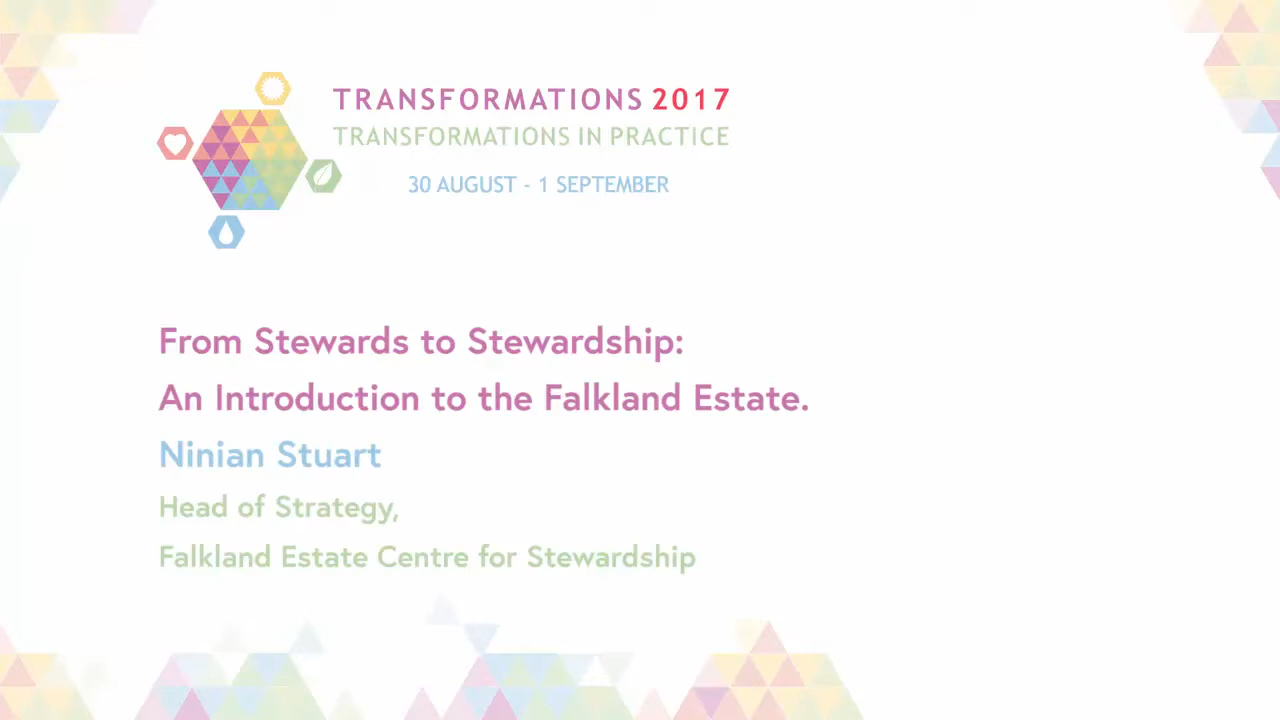 TRANSFORMATIONS 2017
TRANSFORMATIONS IN PRACTICE
30 AUGUST - 1 SEPTEMBER
From Stewards to Stewardship:
An Introduction to the Falkland Estate.
Ninian Stuart
Head of Strategy,
Falkland Estate Centre for Stewardship